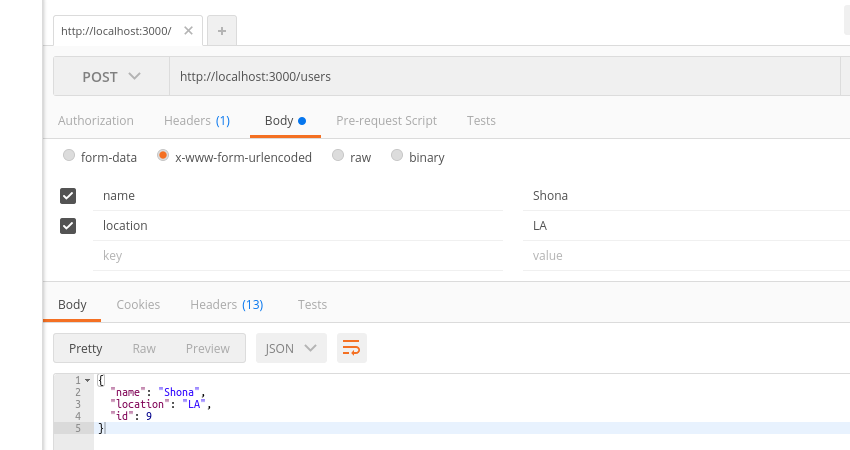 http://localhost:3000/ ✕ +
POST http://localhost:3000/users
Authorization Headers (1) Body Pre-request Script Tests
form-data x-www-form-urlencoded raw binary
name Shona
location LA
key value
Body Cookies Headers (13) Tests
Pretty Raw Preview JSON
1 {
2 "name": "Shona",
3 "location": "LA",
4 "id": 9
5 }